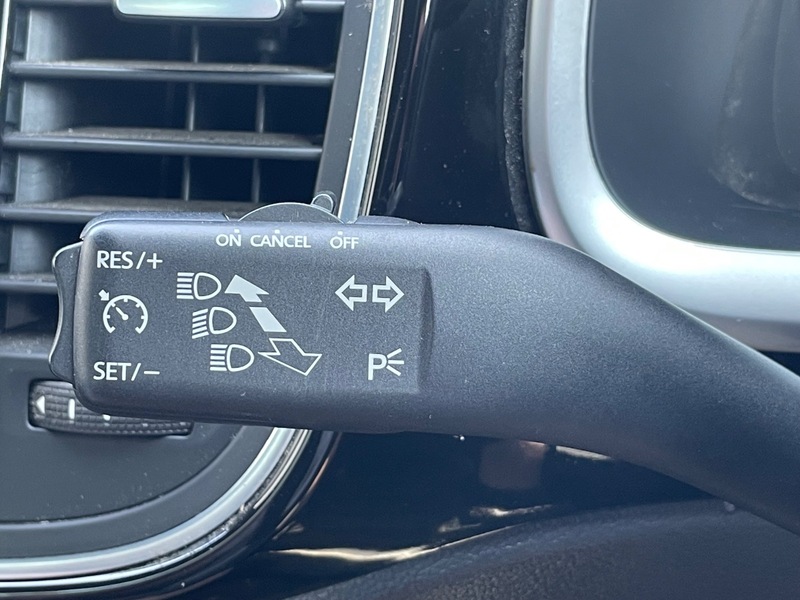 ON CANCEL OFF
RES/+
SET/-
P